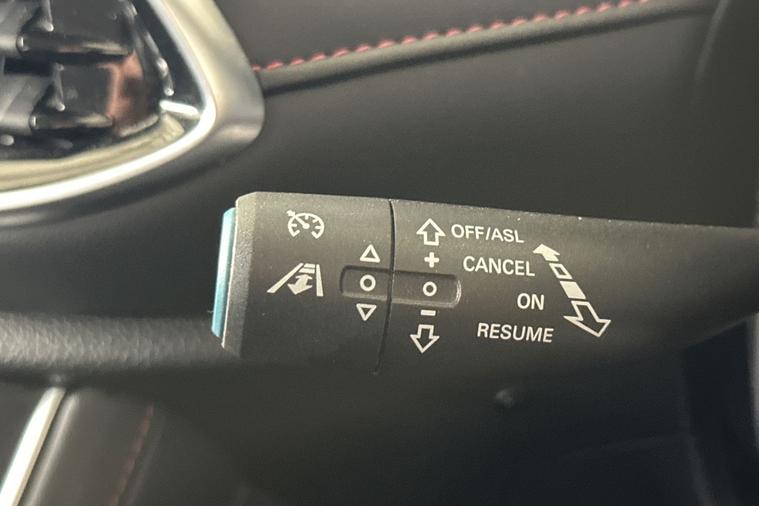 OFF/ASL
+
CANCEL
ON
−
RESUME